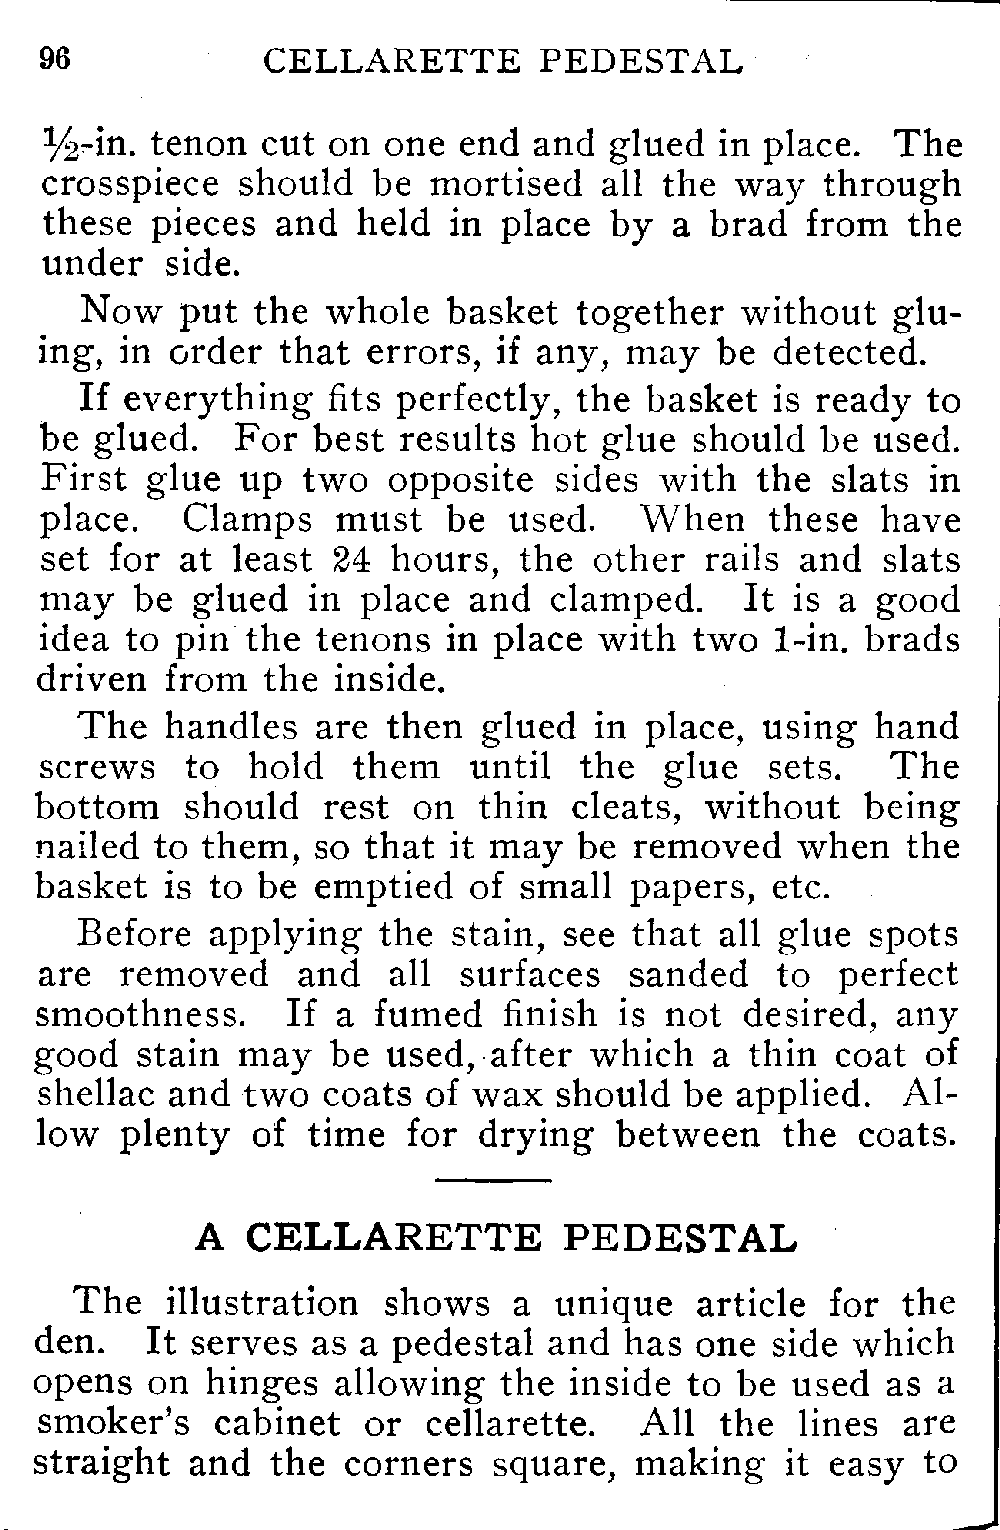 96 CELLARETTE PEDESTAL
½-in. tenon cut on one end and glued in place. The
crosspiece should be mortised all the way through
these pieces and held in place by a brad from the
under side.
Now put the whole basket together without glu-
ing, in order that errors, if any, may be detected.
If everything fits perfectly, the basket is ready to
be glued. For best results hot glue should be used.
First glue up two opposite sides with the slats in
place. Clamps must be used. When these have
set for at least 24 hours, the other rails and slats
may be glued in place and clamped. It is a good
idea to pin the tenons in place with two 1-in. brads
driven from the inside.
The handles are then glued in place, using hand
screws to hold them until the glue sets. The
bottom should rest on thin cleats, without being
nailed to them, so that it may be removed when the
basket is to be emptied of small papers, etc.
Before applying the stain, see that all glue spots
are removed and all surfaces sanded to perfect
smoothness. If a fumed finish is not desired, any
good stain may be used, after which a thin coat of
shellac and two coats of wax should be applied. Al-
low plenty of time for drying between the coats.
A CELLARETTE PEDESTAL
The illustration shows a unique article for the
den. It serves as a pedestal and has one side which
opens on hinges allowing the inside to be used as a
smoker's cabinet or cellarette. All the lines are
straight and the corners square, making it easy to